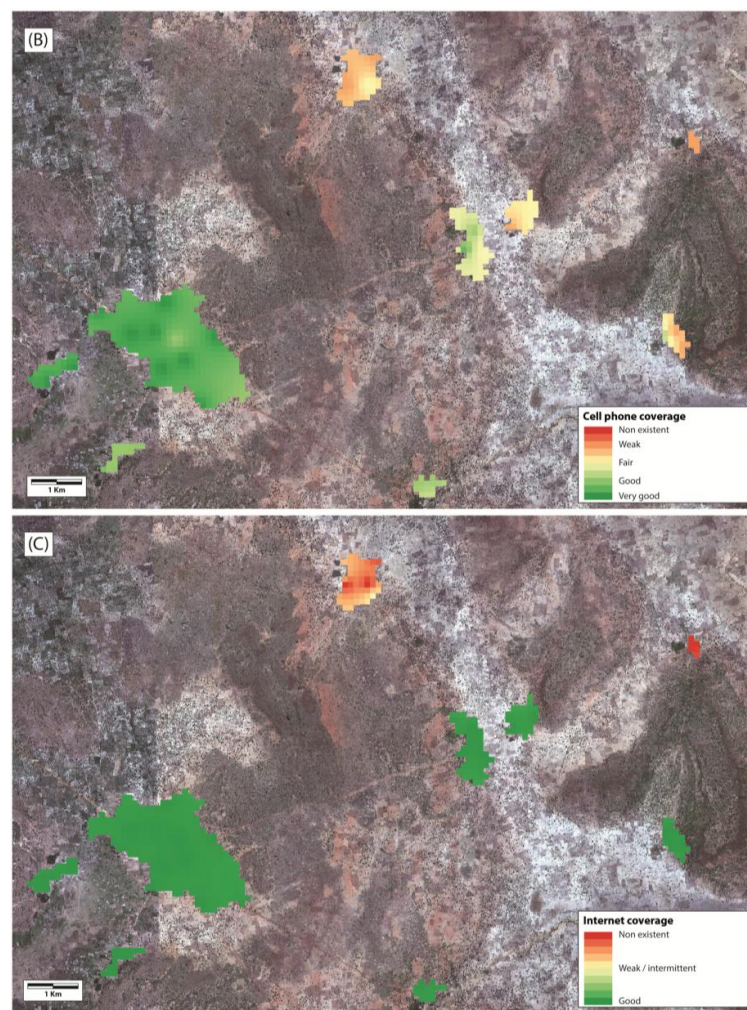 (B)
Cell phone coverage
Non existent
Weak
Fair
Good
Very good
1 Km
(C)
Internet coverage
Non existent
Weak / intermittent
Good
1 Km